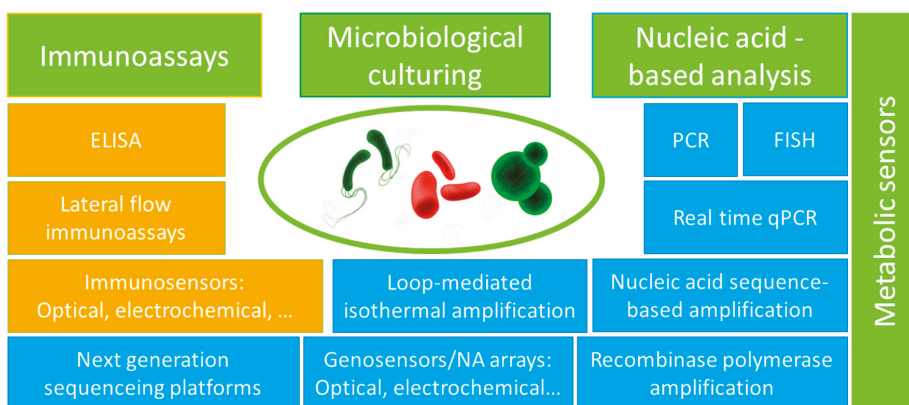 Immunoassays
Microbiological
culturing
Nucleic acid -
based analysis
ELISA
PCR
FISH
Lateral flow
immunoassays
Real time qPCR
Immunosensors:
Optical, electrochemical, ...
Loop-mediated
isothermal amplification
Nucleic acid sequence-
based amplification
Next generation
sequenceing platforms
Genosensors/NA arrays:
Optical, electrochemical...
Recombinase polymerase
amplification
Metabolic sensors